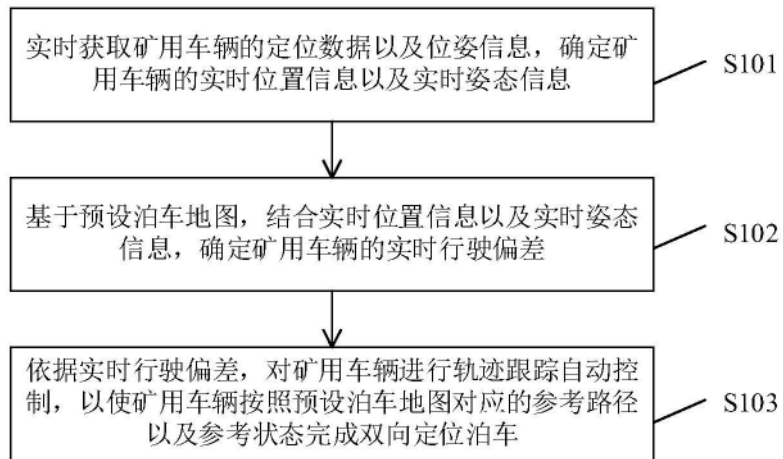 实时获取矿用车辆的定位数据以及位姿信息，确定矿
用车辆的实时位置信息以及实时姿态信息
S101
基于预设泊车地图，结合实时位置信息以及实时姿态
信息，确定矿用车辆的实时行驶偏差
S102
依据实时行驶偏差，对矿用车辆进行轨迹跟踪自动控
制，以使矿用车辆按照预设泊车地图对应的参考路径
以及参考状态完成双向定位泊车
S103